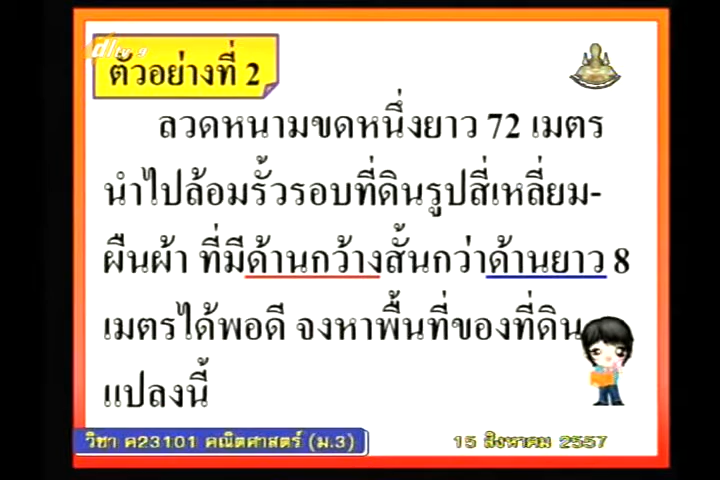 dltv 9
ตัวอย่างที่ 2
ลวดหนามขดหนึ่งยาว 72 เมตร
นำไปล้อมรั้วรอบที่ดินรูปสี่เหลี่ยม-
ผืนผ้า ที่มีด้านกว้างสั้นกว่าด้านยาว 8
เมตรได้พอดี จงหาพื้นที่ของที่ดิน
แปลงนี้
วิชา ค23101 คณิตศาสตร์ (ม.3)
15 สิงหาคม 2557